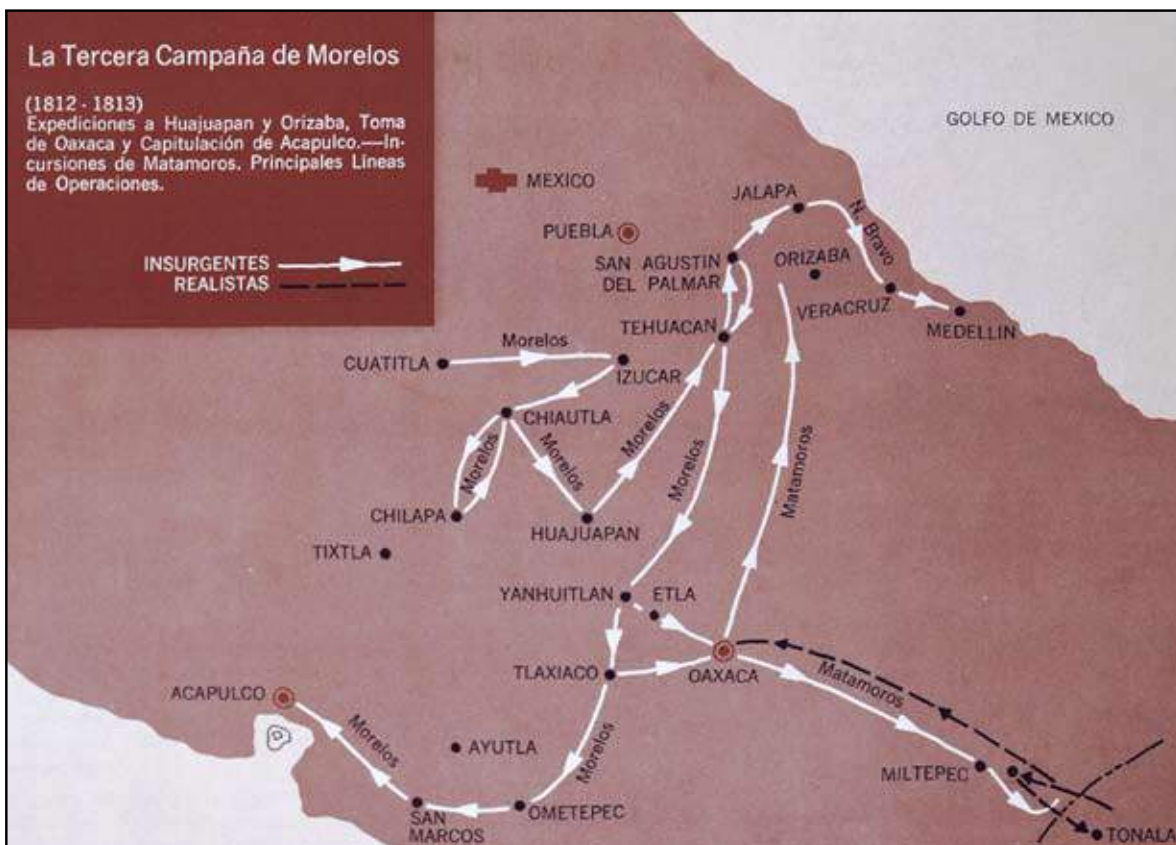 La Tercera Campaña de Morelos
(1812 - 1813)
Expediciones a Huajuapan y Orizaba, Toma
de Oaxaca y Capitulación de Acapulco.—In-
cursiones de Matamoros. Principales Líneas
de Operaciones.
INSURGENTES
REALISTAS
GOLFO DE MEXICO
MEXICO
JALAPA
N. Bravo
PUEBLA
SAN AGUSTIN
DEL PALMAR
ORIZABA
VERACRUZ
MEDELLIN
TEHUACAN
CUATITLA
Morelos
IZUCAR
CHIAUTLA
Morelos
Morelos
Morelos
Morelos
Matamoros
CHILAPA
HUAJUAPAN
TIXTLA
YANHUITLAN
ETLA
TLAXIACO
OAXACA
Matamoros
ACAPULCO
Morelos
AYUTLA
Morelos
MILTEPEC
SAN
MARCOS
OMETEPEC
TONALA